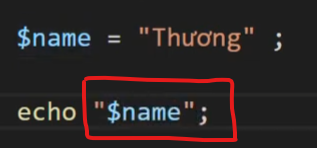 $name = "Thương" ;
echo "$name";